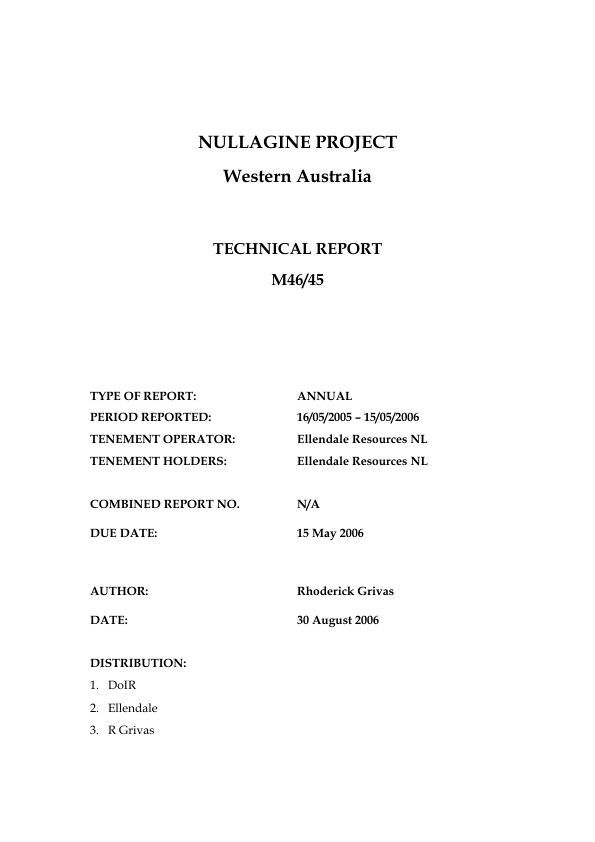 NULLAGINE PROJECT
Western Australia
TECHNICAL REPORT
M46/45
TYPE OF REPORT: ANNUAL
PERIOD REPORTED: 16/05/2005 – 15/05/2006
TENEMENT OPERATOR: Ellendale Resources NL
TENEMENT HOLDERS: Ellendale Resources NL
COMBINED REPORT NO. N/A
DUE DATE: 15 May 2006
AUTHOR: Rhoderick Grivas
DATE: 30 August 2006
DISTRIBUTION:
1. DoIR
2. Ellendale
3. R Grivas